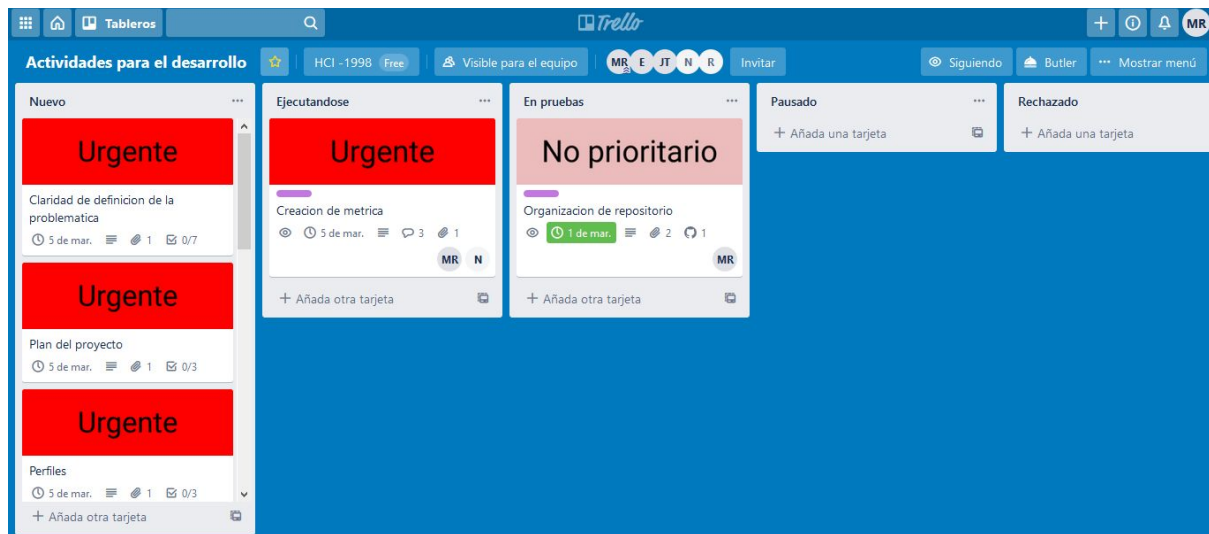 Tableros
Trello
MR
Actividades para el desarrollo
HCI -1998 Free
Visible para el equipo
MR E JT N R
Invitar
Siguiendo
Butler
Mostrar menú
Nuevo
Urgente
Claridad de definicion de la
problematica
5 de mar. 1 0/7
Urgente
Plan del proyecto
5 de mar. 1 0/3
Urgente
Perfiles
5 de mar. 1 0/3
+ Añada otra tarjeta
Ejecutandose
Urgente
Creacion de metrica
5 de mar. 3 1
MR N
+ Añada otra tarjeta
En pruebas
No prioritario
Organizacion de repositorio
1 de mar. 2 1
MR
+ Añada otra tarjeta
Pausado
+ Añada una tarjeta
Rechazado
+ Añada una tarjeta